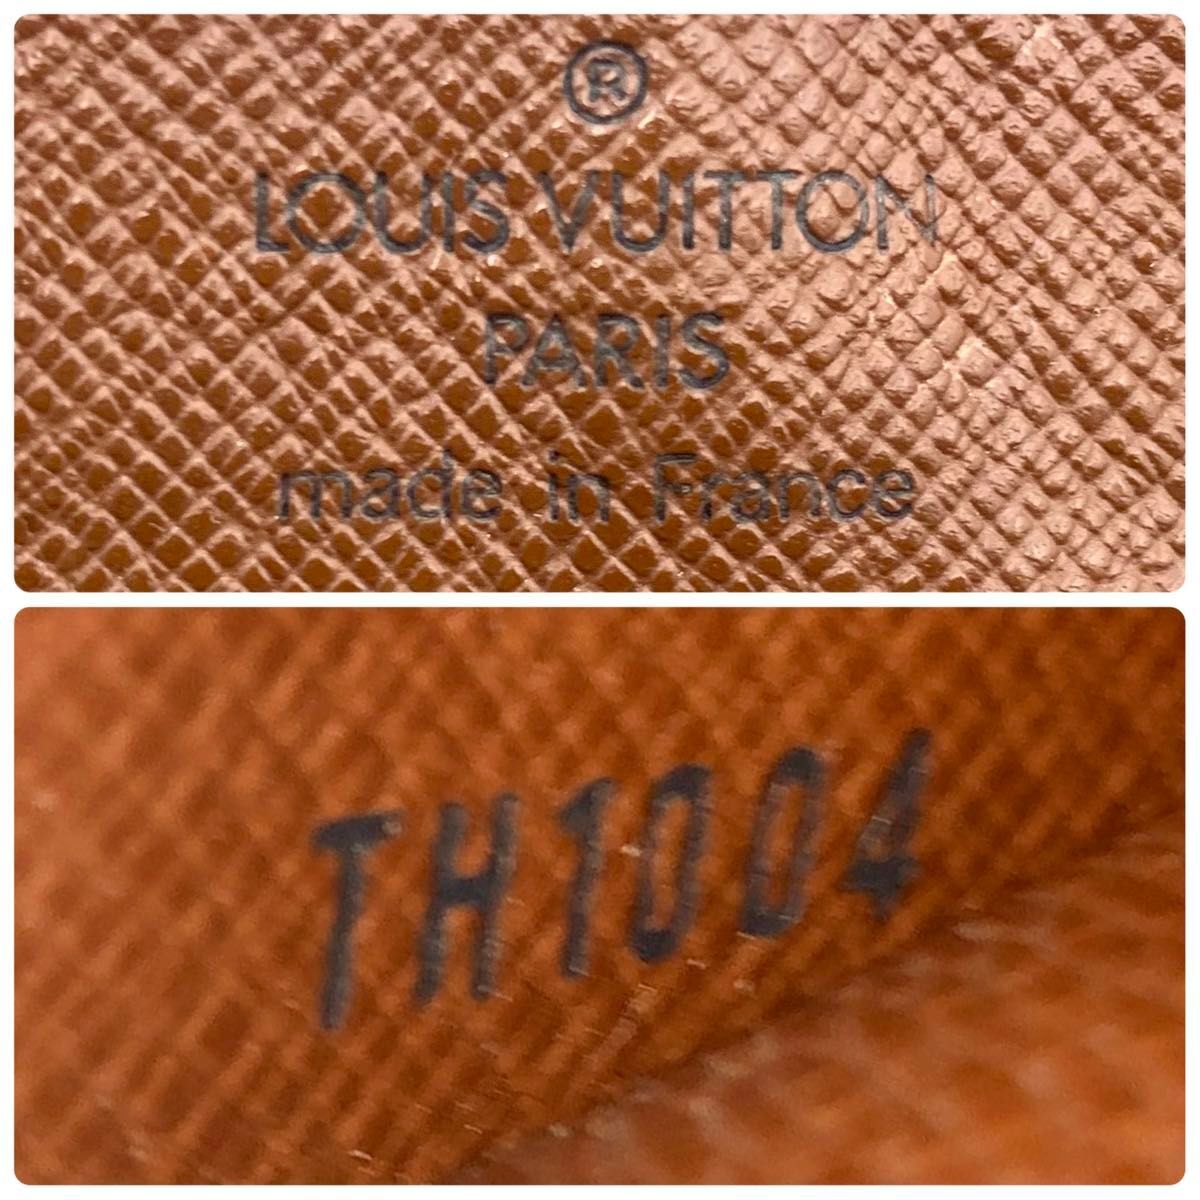 ®
LOUIS VUITTON
PARIS
made in France
TH1004